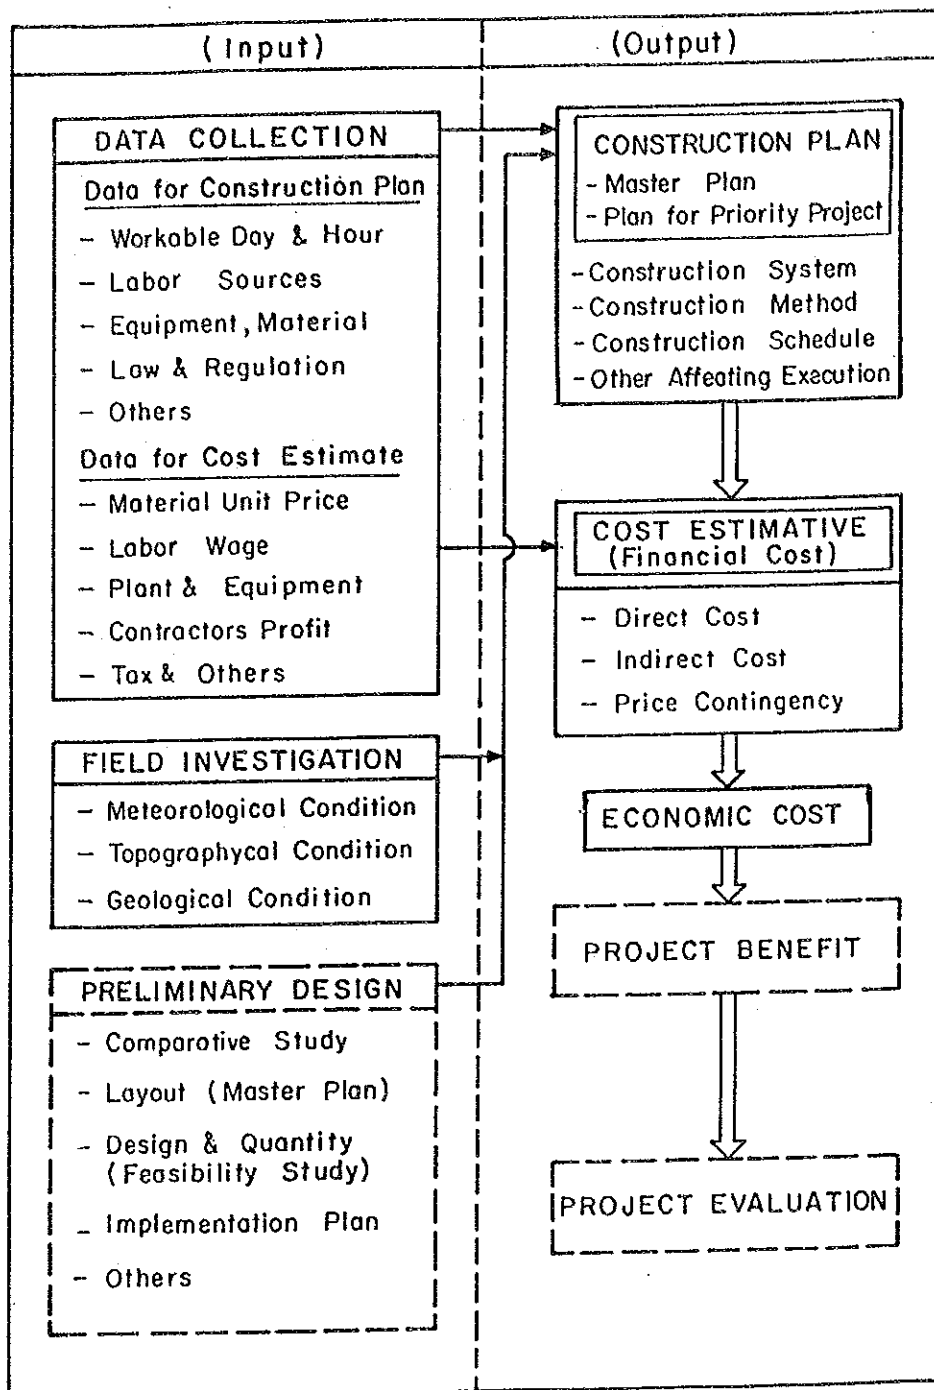 (Input)
(Output)
DATA COLLECTION
Data for Construction Plan
- Workable Day & Hour
- Labor Sources
- Equipment, Material
- Law & Regulation
- Others
Data for Cost Estimate
- Material Unit Price
- Labor Wage
- Plant & Equipment
- Contractors Profit
- Tax & Others
FIELD INVESTIGATION
- Meteorological Condition
- Topographycal Condition
- Geological Condition
PRELIMINARY DESIGN
- Comparative Study
- Layout (Master Plan)
- Design & Quantity
(Feasibility Study)
- Implementation Plan
- Others
CONSTRUCTION PLAN
- Master Plan
- Plan for Priority Project
- Construction System
- Construction Method
- Construction Schedule
- Other Affeating Execution
COST ESTIMATIVE
(Financial Cost)
- Direct Cost
- Indirect Cost
- Price Contingency
ECONOMIC COST
PROJECT BENEFIT
PROJECT EVALUATION